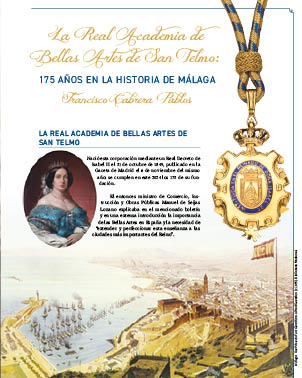 La Real Academia de
Bellas Artes de San Telmo:
175 AÑOS EN LA HISTORIA DE MÁLAGA
Francisco Cabrera Pablos
LA REAL ACADEMIA DE BELLAS ARTES DE
SAN TELMO
Nació esta corporación mediante un Real Decreto de
Isabel II el 31 de octubre de 1849, publicado en la
Gaceta de Madrid el 6 de noviembre del mismo
año: se cumplen en este 2024 los 175 de su fun-
dación.
El entonces ministro de Comercio, Ins-
trucción y Obras Públicas Manuel de Seijas
Lozano explicaba en el mencionado boletín
y en una extensa introducción la importancia
de las Bellas Artes en España y la necesidad de
"extender y perfeccionar esta enseñanza a las
ciudades más importantes del Reino".